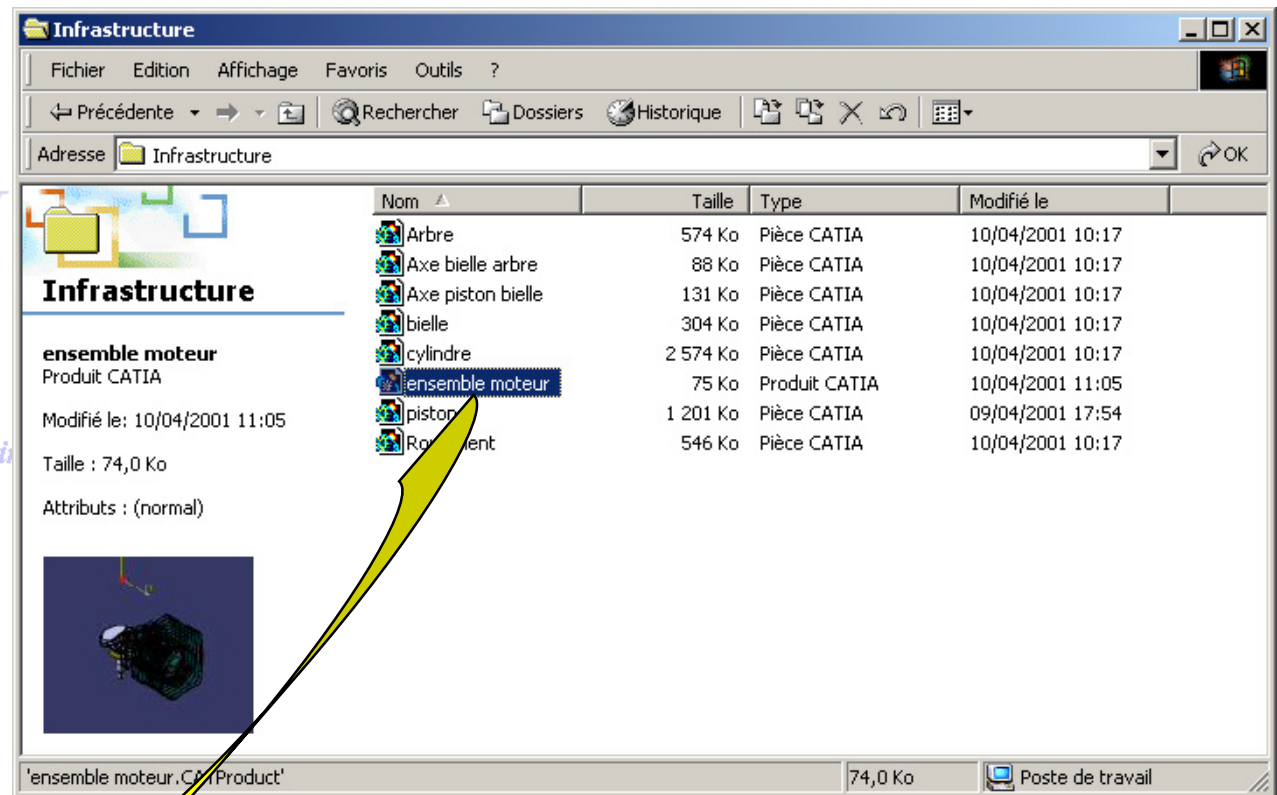 Infrastructure
Fichier Edition Affichage Favoris Outils ?
Précédente Rechercher Dossiers Historique
Adresse Infrastructure OK
Nom Taille Type Modifié le
Arbre 574 Ko Pièce CATIA 10/04/2001 10:17
Axe bielle arbre 88 Ko Pièce CATIA 10/04/2001 10:17
Axe piston bielle 131 Ko Pièce CATIA 10/04/2001 10:17
bielle 304 Ko Pièce CATIA 10/04/2001 10:17
cylindre 2 574 Ko Pièce CATIA 10/04/2001 10:17
ensemble moteur 75 Ko Produit CATIA 10/04/2001 11:05
piston 1 201 Ko Pièce CATIA 09/04/2001 17:54
546 Ko Pièce CATIA 10/04/2001 10:17
Infrastructure
ensemble moteur
Produit CATIA
Modifié le: 10/04/2001 11:05
Taille : 74,0 Ko
Attributs : (normal)
'ensemble moteur.CATProduct' 74,0 Ko Poste de travail